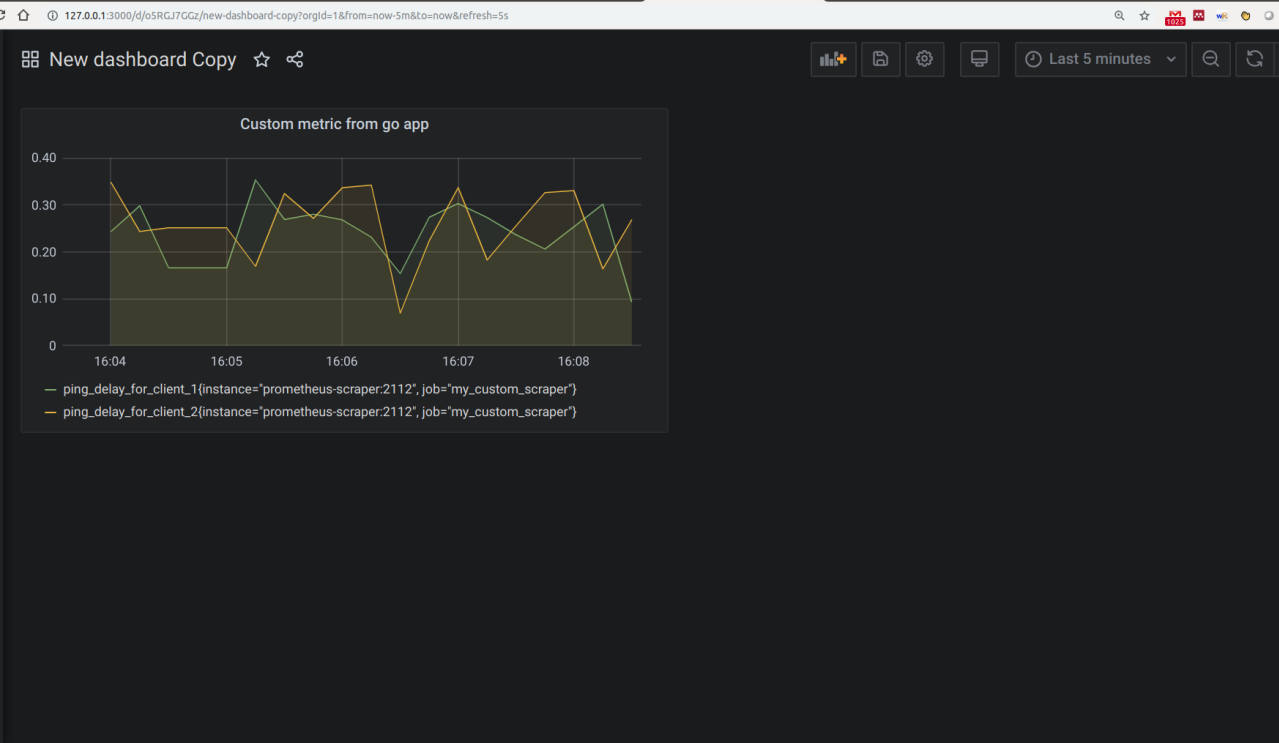 127.0.0.1:3000/d/o5RGJ7GGz/new-dashboard-copy?orgId=1&from=now-5m&to=now&refresh=5s
1025
New dashboard Copy
Last 5 minutes
Custom metric from go app
0.40
0.30
0.20
0.10
0
16:04 16:05 16:06 16:07 16:08
ping_delay_for_client_1{instance="prometheus-scraper:2112", job="my_custom_scraper"}
ping_delay_for_client_2{instance="prometheus-scraper:2112", job="my_custom_scraper"}